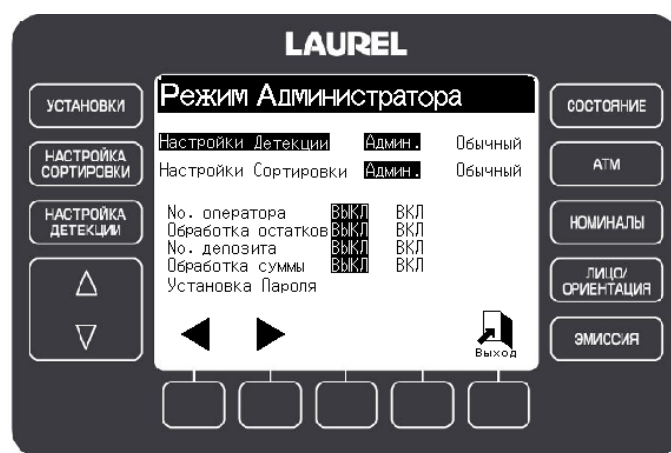 LAUREL
УСТАНОВКИ
НАСТРОЙКА
СОРТИРОВКИ
НАСТРОЙКА
ДЕТЕКЦИИ
Режим Администратора
Настройки Детекции Админ. Обычный
Настройки Сортировки Админ. Обычный
No. оператора ВЫКЛ ВКЛ
Обработка остатков ВЫКЛ ВКЛ
No. депозита ВЫКЛ ВКЛ
Обработка суммы ВЫКЛ ВКЛ
Установка Пароля
Выход
СОСТОЯНИЕ
АТМ
НОМИНАЛЫ
ЛИЦО/
ОРИЕНТАЦИЯ
ЭМИССИЯ